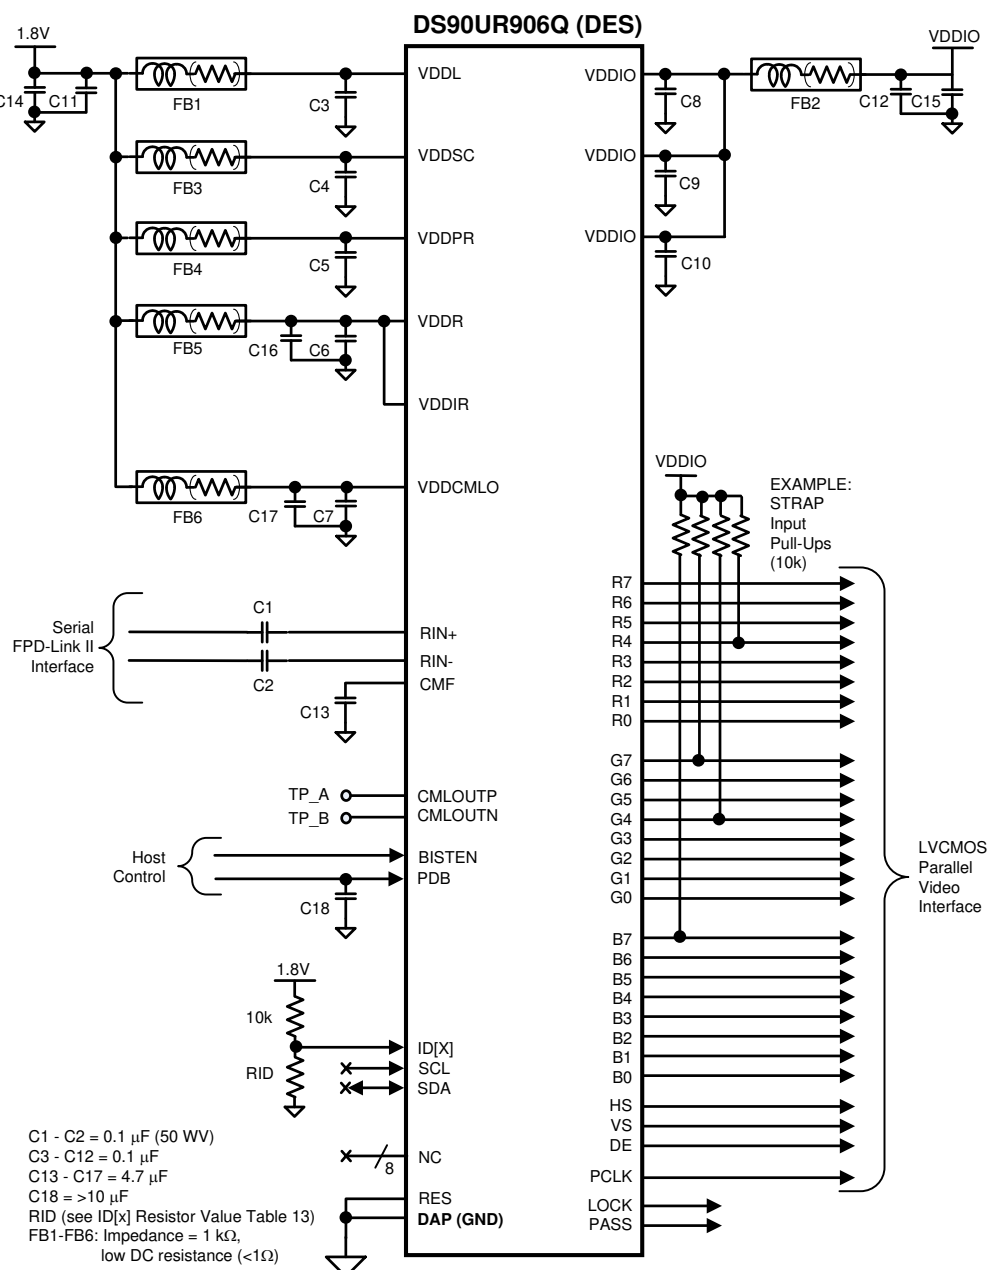 DS90UR906Q (DES)
1.8V
C14
C11
FB1
C3
VDDL
FB3
C4
VDDSC
FB4
C5
VDDPR
FB5
C16
C6
VDDR
VDDIR
FB6
C17
C7
VDDCMLO
Serial
FPD-Link II
Interface
C1
C2
RIN+
RIN-
CMF
C13
TP_A
TP_B
CMLOUTP
CMLOUTN
Host
Control
BISTEN
PDB
C18
1.8V
10k
RID
ID[X]
SCL
SDA
NC
8
RES
DAP (GND)
C1 - C2 = 0.1 μF (50 WV)
C3 - C12 = 0.1 μF
C13 - C17 = 4.7 μF
C18 = >10 μF
RID (see ID[x] Resistor Value Table 13)
FB1-FB6: Impedance = 1 kΩ,
low DC resistance (<1Ω)
VDDIO
VDDIO
C8
FB2
C12
C15
VDDIO
C9
VDDIO
C10
VDDIO
EXAMPLE:
STRAP
Input
Pull-Ups
(10k)
R7
R6
R5
R4
R3
R2
R1
R0
G7
G6
G5
G4
G3
G2
G1
G0
B7
B6
B5
B4
B3
B2
B1
B0
HS
VS
DE
PCLK
LOCK
PASS
LVCMOS
Parallel
Video
Interface